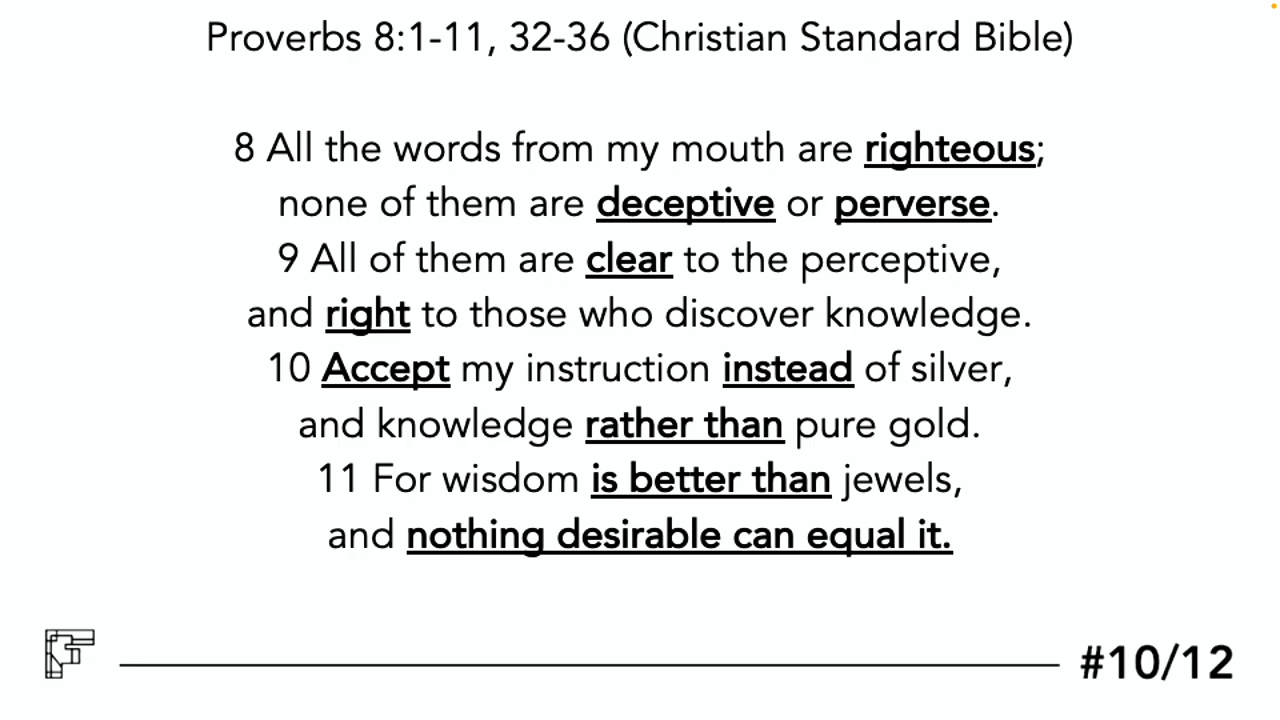 Proverbs 8:1-11, 32-36 (Christian Standard Bible)
8 All the words from my mouth are righteous;
none of them are deceptive or perverse.
9 All of them are clear to the perceptive,
and right to those who discover knowledge.
10 Accept my instruction instead of silver,
and knowledge rather than pure gold.
11 For wisdom is better than jewels,
and nothing desirable can equal it.
#10/12